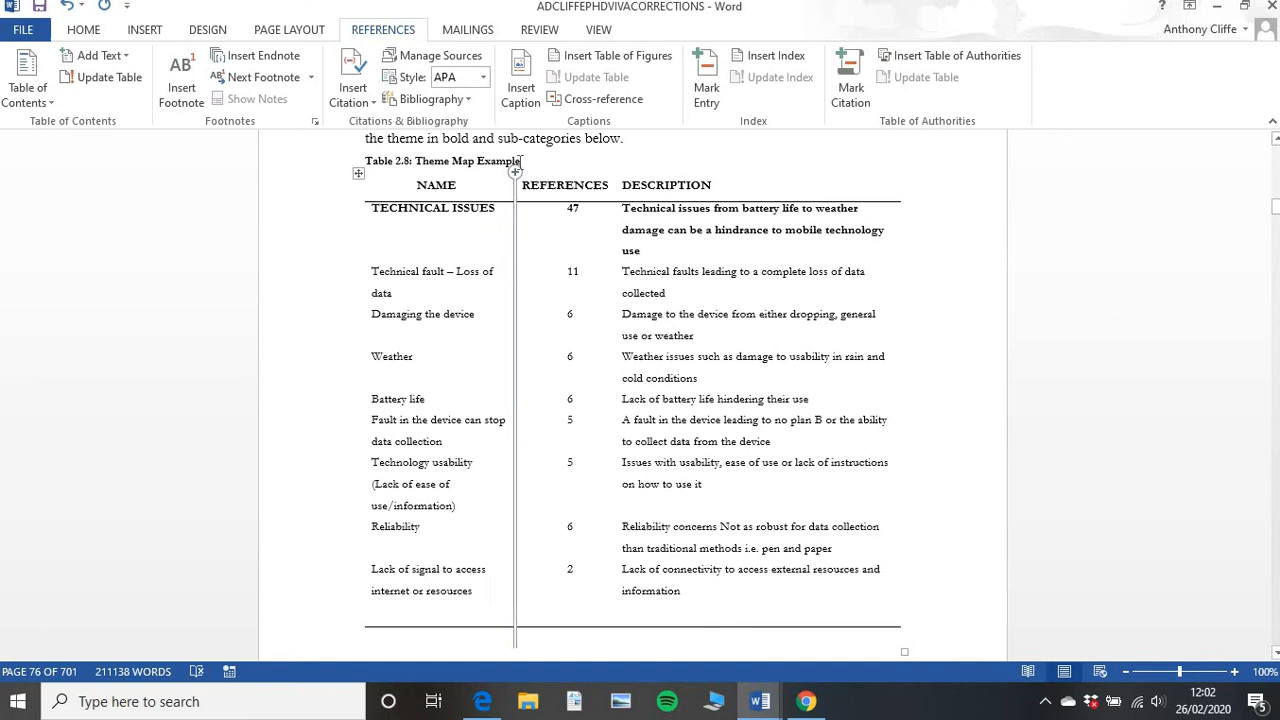 ADCLIFFEPHDVIVACORRECTIONS - Word
FILE HOME INSERT DESIGN PAGE LAYOUT REFERENCES MAILINGS REVIEW VIEW Anthony Cliffe
Table of Contents
Add Text
Update Table
Table of Contents
AB¹
Insert Footnote
Insert Endnote
Next Footnote
Show Notes
Footnotes
Insert Citation
Manage Sources
Style: APA
Bibliography
Citations & Bibliography
Insert Caption
Insert Table of Figures
Update Table
Cross-reference
Captions
Mark Entry
Insert Index
Update Index
Index
Mark Citation
Insert Table of Authorities
Update Table
Table of Authorities
the theme in bold and sub-categories below.
Table 2.8: Theme Map Example
NAME REFERENCES DESCRIPTION
TECHNICAL ISSUES 47 Technical issues from battery life to weather
damage can be a hindrance to mobile technology
use
Technical fault – Loss of 11 Technical faults leading to a complete loss of data
data collected
Damaging the device 6 Damage to the device from either dropping, general
use or weather
Weather 6 Weather issues such as damage to usability in rain and
cold conditions
Battery life 6 Lack of battery life hindering their use
Fault in the device can stop 5 A fault in the device leading to no plan B or the ability
data collection to collect data from the device
Technology usability 5 Issues with usability, ease of use or lack of instructions
(Lack of ease of on how to use it
use/information)
Reliability 6 Reliability concerns Not as robust for data collection
than traditional methods i.e. pen and paper
Lack of signal to access 2 Lack of connectivity to access external resources and
internet or resources information
PAGE 76 OF 701 211138 WORDS 100%
Type here to search
12:02
26/02/2020
5